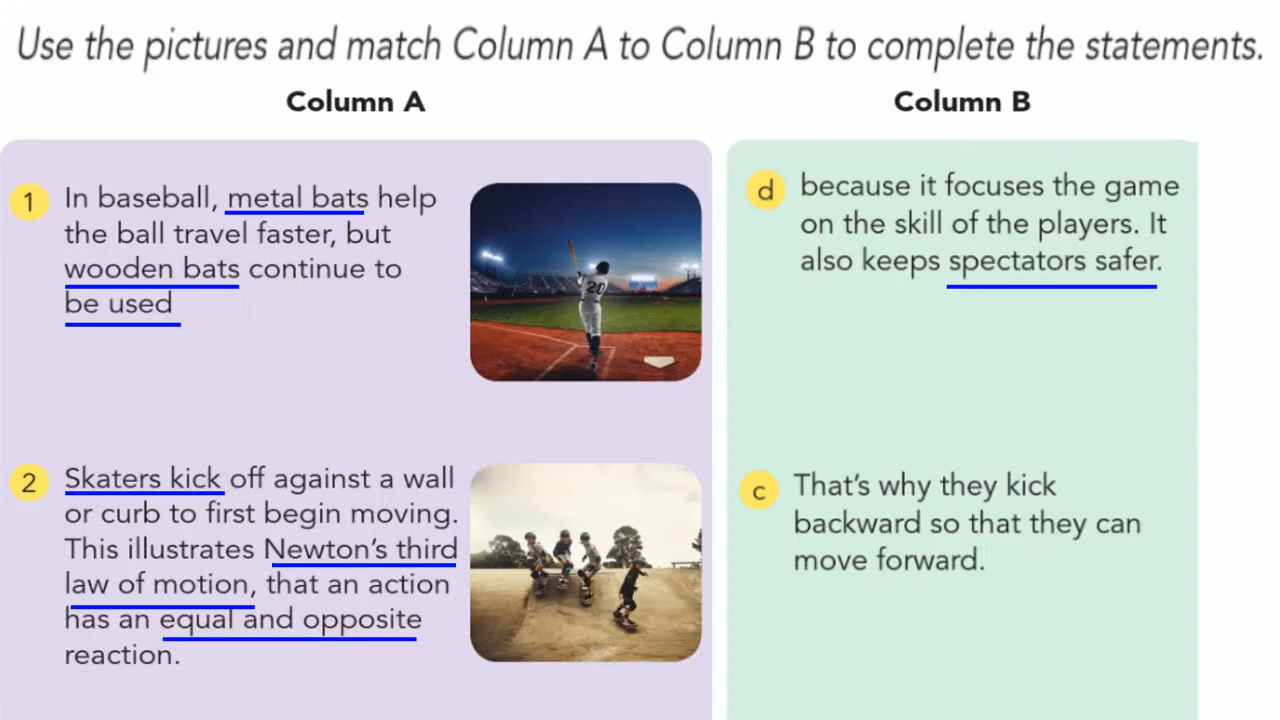 Use the pictures and match Column A to Column B to complete the statements.
Column A
Column B
1
In baseball, metal bats help
the ball travel faster, but
wooden bats continue to
be used
20
d
because it focuses the game
on the skill of the players. It
also keeps spectators safer.
2
Skaters kick off against a wall
or curb to first begin moving.
This illustrates Newton's third
law of motion, that an action
has an equal and opposite
reaction.
c
That's why they kick
backward so that they can
move forward.